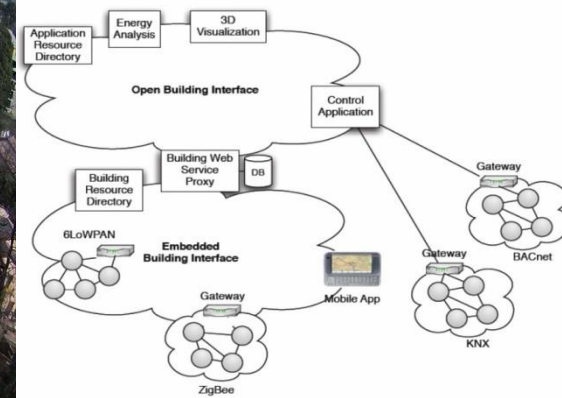 Application
Resource
Directory
Energy
Analysis
3D
Visualization
Open Building Interface
Control
Application
Building Web
Service
Proxy
DB
Building
Resource
Directory
Gateway
BACnet
6LoWPAN
Embedded
Building Interface
Gateway
KNX
Mobile App
Gateway
ZigBee